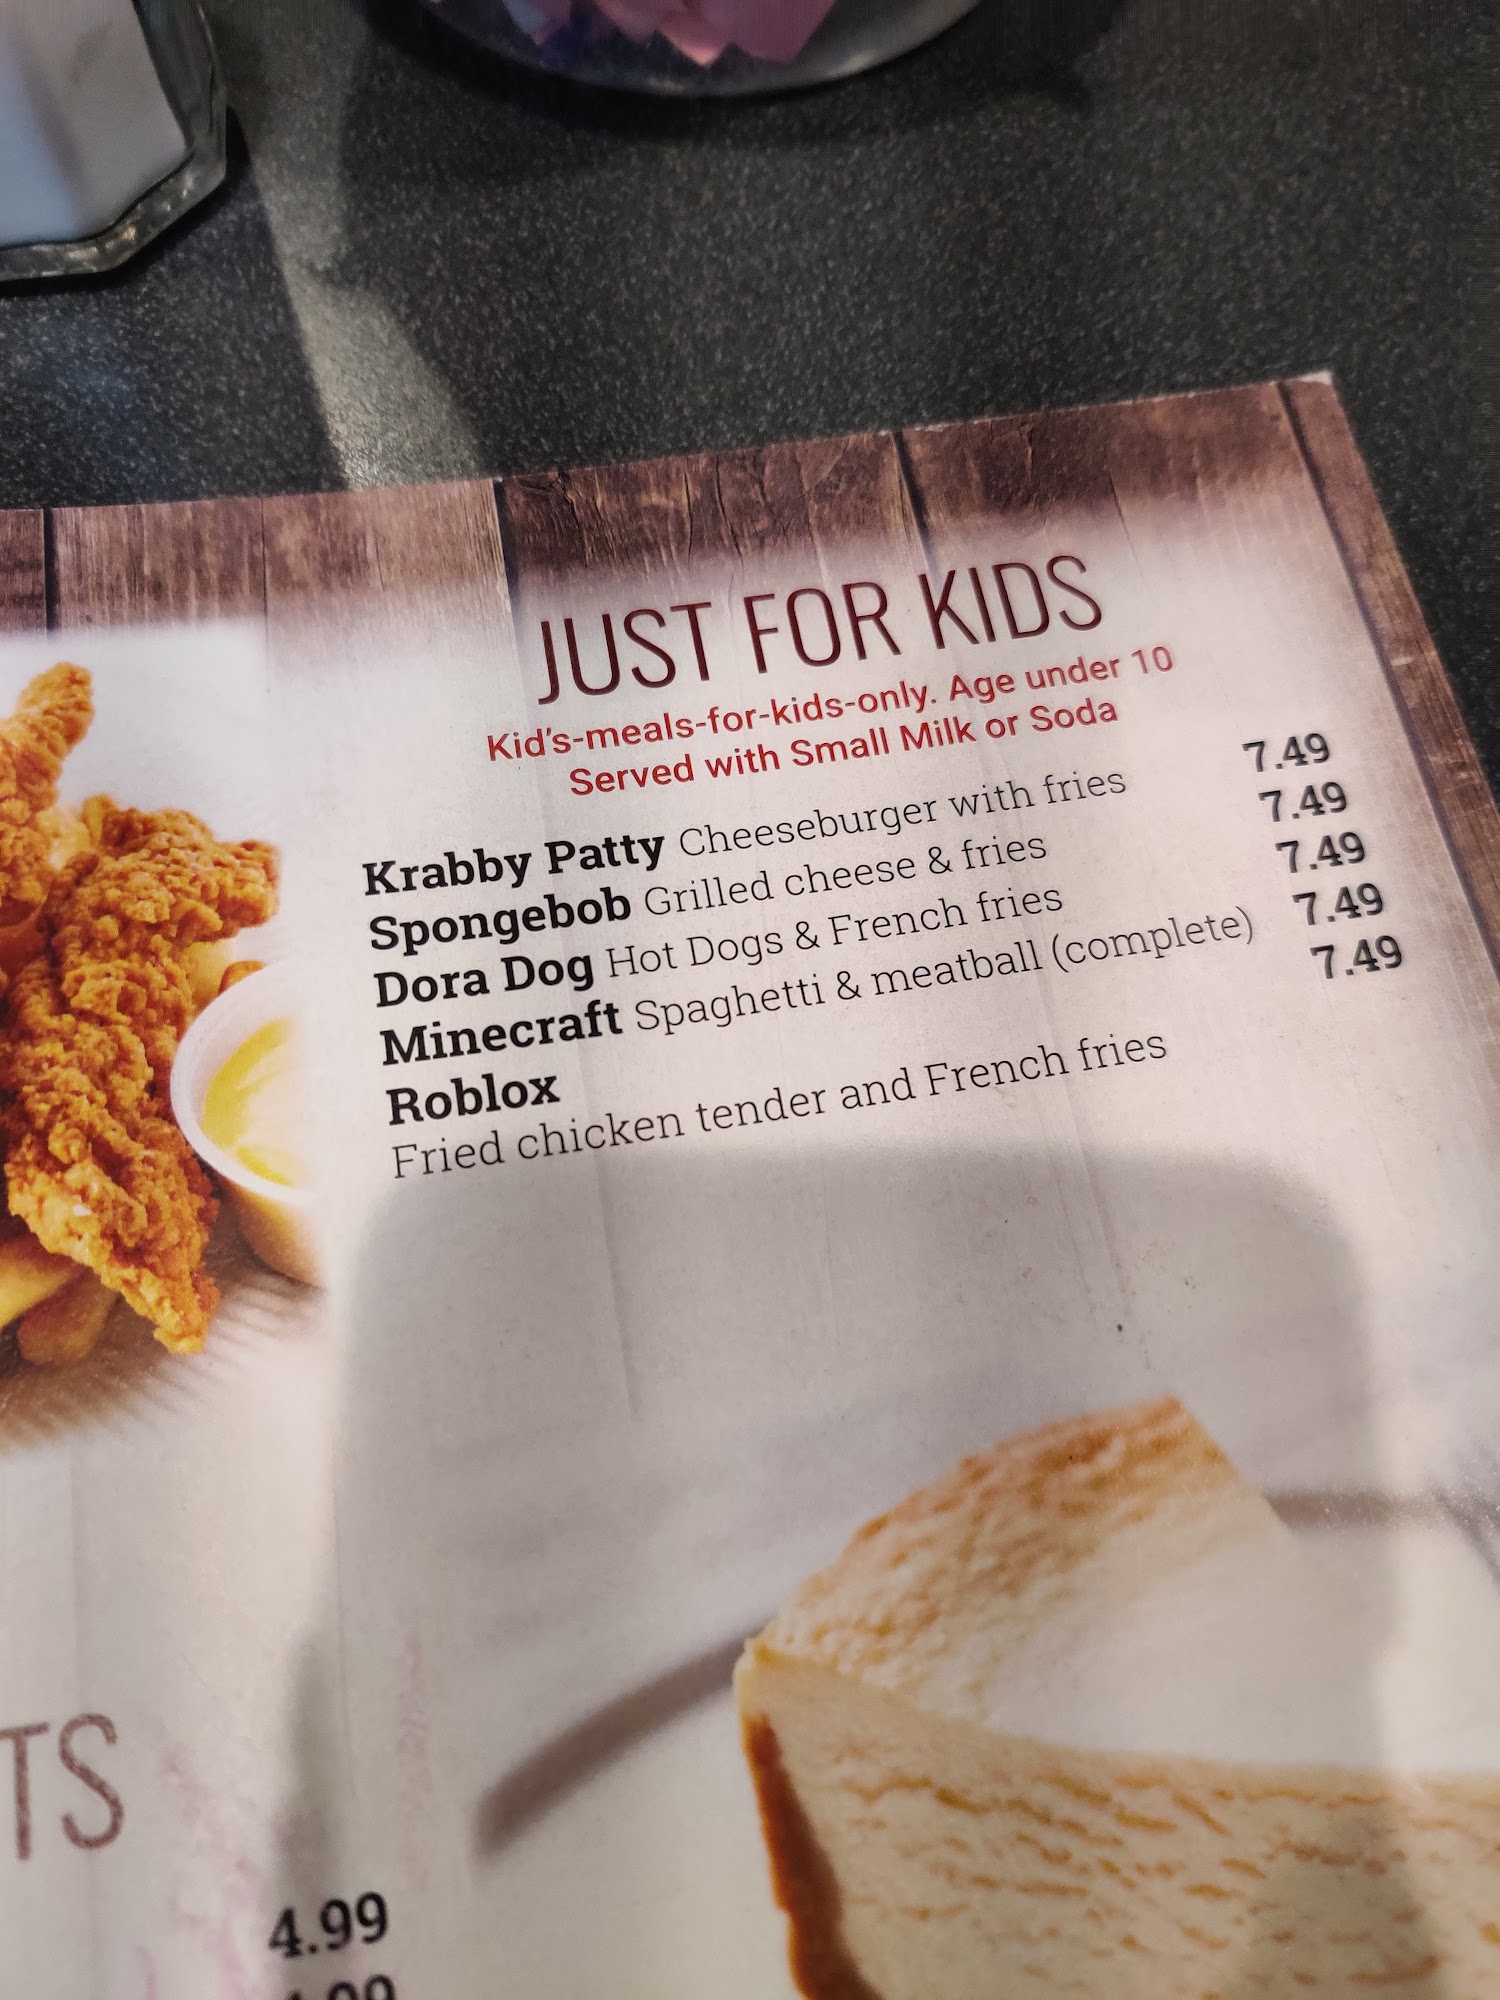 JUST FOR KIDS
Kid's-meals-for-kids-only. Age under 10
Served with Small Milk or Soda
Krabby Patty Cheeseburger with fries 7.49
Spongebob Grilled cheese & fries 7.49
Dora Dog Hot Dogs & French fries 7.49
Minecraft Spaghetti & meatball (complete) 7.49
Roblox 7.49
Fried chicken tender and French fries
TS
4.99